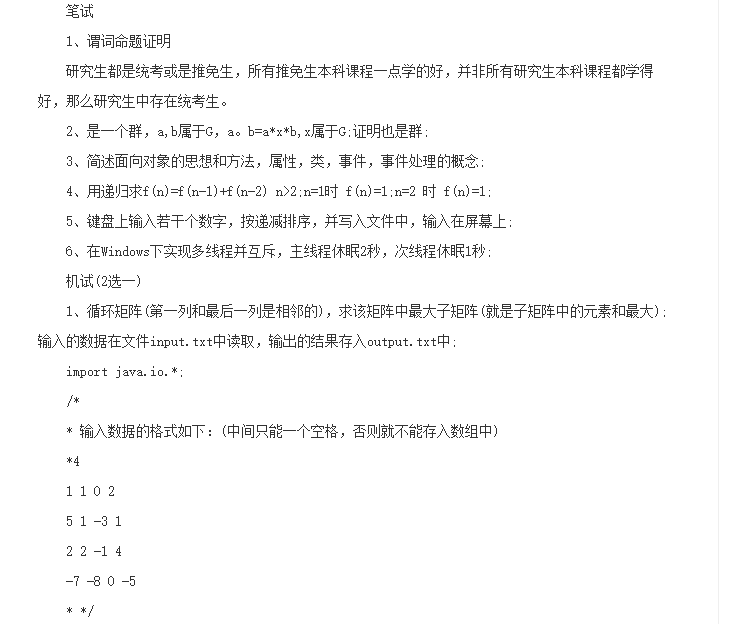 笔试
1、谓词命题证明
研究生都是统考或是推免生，所有推免生本科课程一点学的好，并非所有研究生本科课程都学得
好，那么研究生中存在统考生。
2、是一个群，a,b属于G，a。b=a*x*b,x属于G;证明也是群;
3、简述面向对象的思想和方法，属性，类，事件，事件处理的概念;
4、用递归求f(n)=f(n-1)+f(n-2) n>2;n=1时 f(n)=1;n=2 时 f(n)=1;
5、键盘上输入若干个数字，按递减排序，并写入文件中，输入在屏幕上;
6、在Windows下实现多线程并互斥，主线程休眠2秒，次线程休眠1秒;
机试(2选一)
1、循环矩阵(第一列和最后一列是相邻的)，求该矩阵中最大子矩阵(就是子矩阵中的元素和最大);
输入的数据在文件input.txt中读取，输出的结果存入output.txt中;
import java.io.*;
/*
* 输入数据的格式如下：(中间只能一个空格，否则就不能存入数组中)
*4
1 1 0 2
5 1 -3 1
2 2 -1 4
-7 -8 0 -5
* */